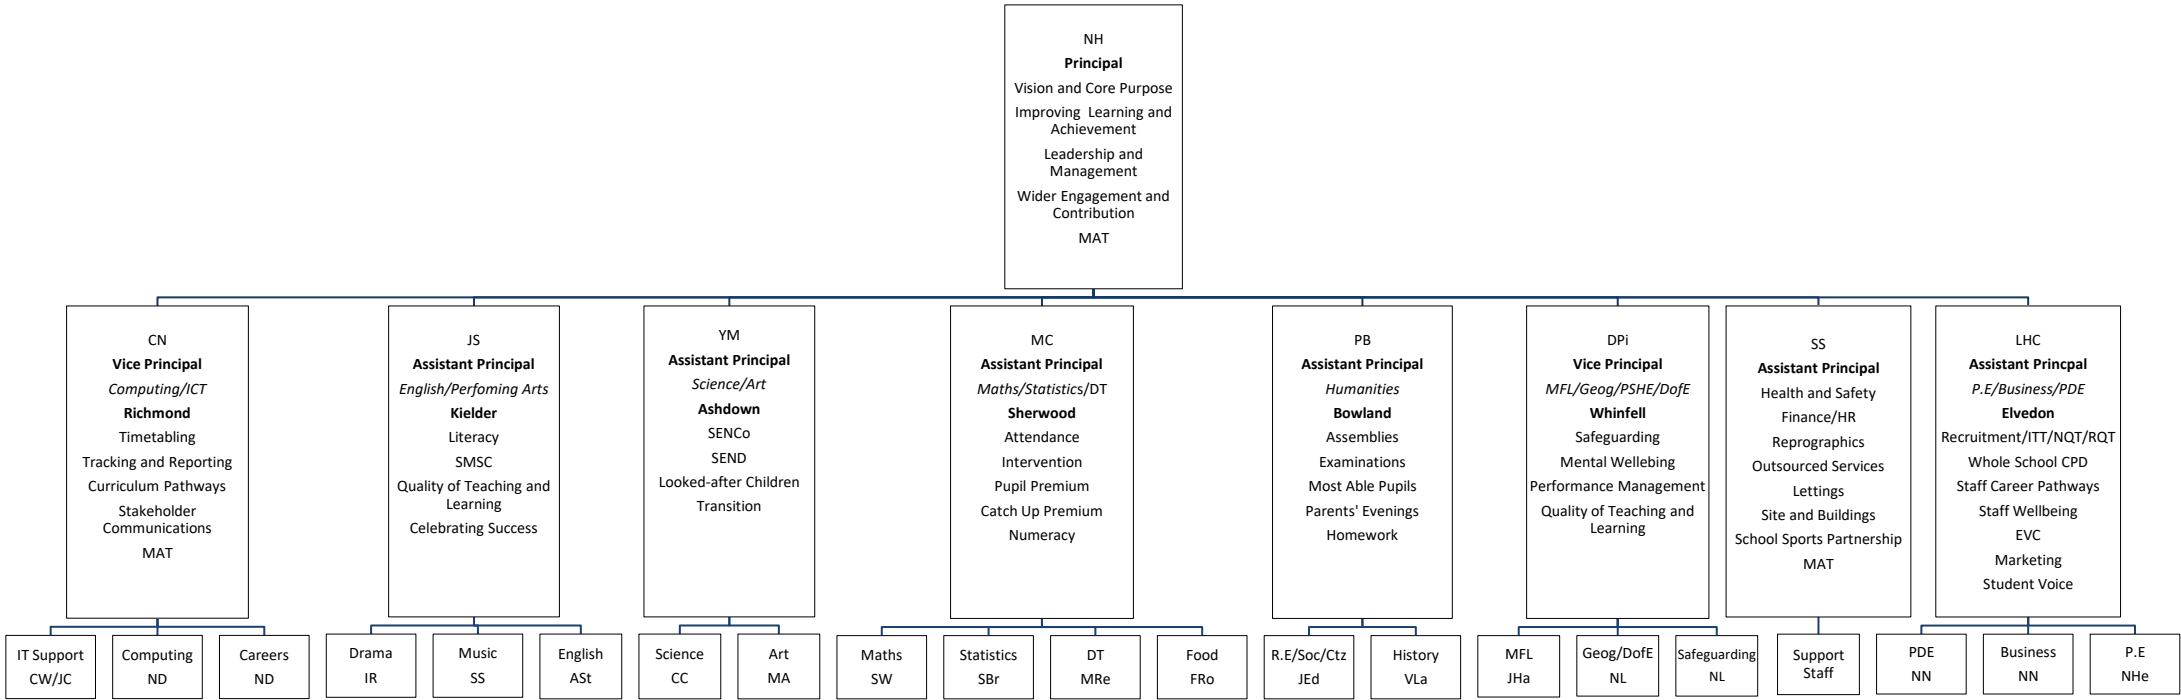 NH
Principal
Vision and Core Purpose
Improving Learning and
Achievement
Leadership and
Management
Wider Engagement and
Contribution
MAT
CN
Vice Principal
Computing/ICT
Richmond
Timetabling
Tracking and Reporting
Curriculum Pathways
Stakeholder
Communications
MAT
JS
Assistant Principal
English/Perfoming Arts
Kielder
Literacy
SMSC
Quality of Teaching and
Learning
Celebrating Success
YM
Assistant Principal
Science/Art
Ashdown
SENCo
SEND
Looked-after Children
Transition
MC
Assistant Principal
Maths/Statistics/DT
Sherwood
Attendance
Intervention
Pupil Premium
Catch Up Premium
Numeracy
PB
Assistant Principal
Humanities
Bowland
Assemblies
Examinations
Most Able Pupils
Parents' Evenings
Homework
DPi
Vice Principal
MFL/Geog/PSHE/DofE
Whinfell
Safeguarding
Mental Wellebing
Performance Management
Quality of Teaching and
Learning
SS
Assistant Principal
Health and Safety
Finance/HR
Reprographics
Outsourced Services
Lettings
Site and Buildings
School Sports Partnership
MAT
LHC
Assistant Princpal
P.E/Business/PDE
Elvedon
Recruitment/ITT/NQT/RQT
Whole School CPD
Staff Career Pathways
Staff Wellbeing
EVC
Marketing
Student Voice
IT Support
CW/JC
Computing
ND
Careers
ND
Drama
IR
Music
SS
English
ASt
Science
CC
Art
MA
Maths
SW
Statistics
SBr
DT
MRe
Food
FRo
R.E/Soc/Ctz
JEd
History
VLa
MFL
JHa
Geog/DofE
NL
Safeguarding
NL
Support
Staff
PDE
NN
Business
NN
P.E
NHe